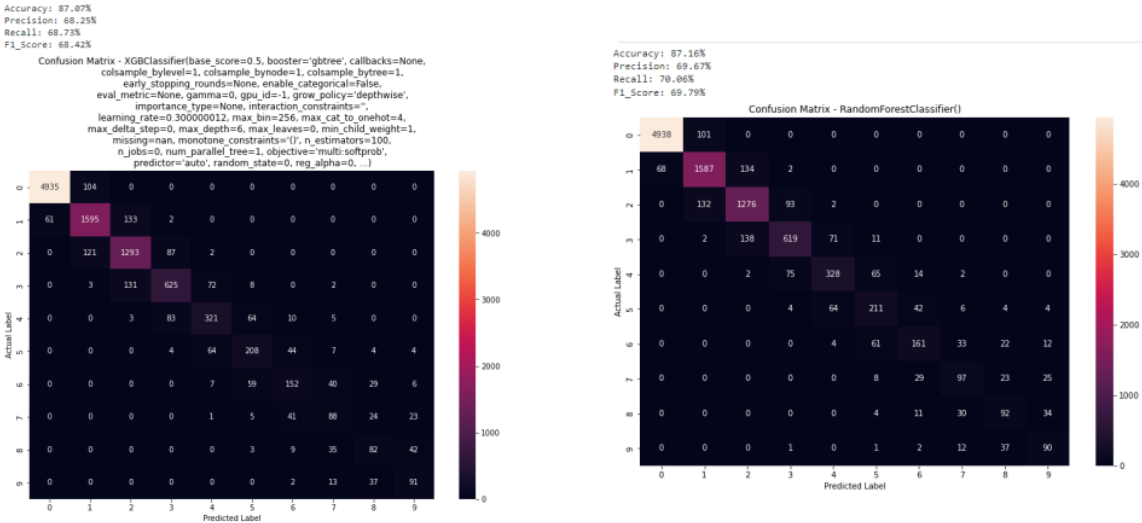 Accuracy: 87.07%
Precision: 68.25%
Recall: 68.73%
F1_Score: 68.42%
Confusion Matrix - XGBClassifier(base_score=0.5, booster='gbtree', callbacks=None,
colsample_bylevel=1, colsample_bynode=1, colsample_bytree=1,
early_stopping_rounds=None, enable_categorical=False,
eval_metric=None, gamma=0, gpu_id=-1, grow_policy='depthwise',
importance_type=None, interaction_constraints='',
learning_rate=0.300000012, max_bin=256, max_cat_to_onehot=4,
max_delta_step=0, max_depth=6, max_leaves=0, min_child_weight=1,
missing=nan, monotone_constraints='()', n_estimators=100,
n_jobs=0, num_parallel_tree=1, objective='multi:softprob',
predictor='auto', random_state=0, reg_alpha=0, ...)
0 4935 104 0 0 0 0 0 0 0 0
1 61 1595 133 2 0 0 0 0 0 0
2 0 121 1293 87 2 0 0 0 0 0
3 0 3 131 625 72 8 0 2 0 0
4 0 0 3 83 321 64 10 5 0 0
5 0 0 0 4 64 208 44 7 4 4
6 0 0 0 0 7 59 152 40 29 6
7 0 0 0 0 1 5 41 88 24 23
8 0 0 0 0 0 3 9 35 82 42
9 0 0 0 0 0 0 2 13 37 91
0 1 2 3 4 5 6 7 8 9
Predicted Label
Actual Label
4000
3000
2000
1000
0
Accuracy: 87.16%
Precision: 69.67%
Recall: 70.06%
F1_Score: 69.79%
Confusion Matrix - RandomForestClassifier()
0 4938 101 0 0 0 0 0 0 0 0
1 68 1587 134 2 0 0 0 0 0 0
2 0 132 1276 93 2 0 0 0 0 0
3 0 2 138 619 71 11 0 0 0 0
4 0 0 2 75 328 65 14 2 0 0
5 0 0 0 4 64 211 42 6 4 4
6 0 0 0 0 4 61 161 33 22 12
7 0 0 0 0 0 8 29 97 23 25
8 0 0 0 0 0 4 11 30 92 34
9 0 0 0 1 0 1 2 12 37 90
0 1 2 3 4 5 6 7 8 9
Predicted Label
Actual Label
4000
3000
2000
1000
0